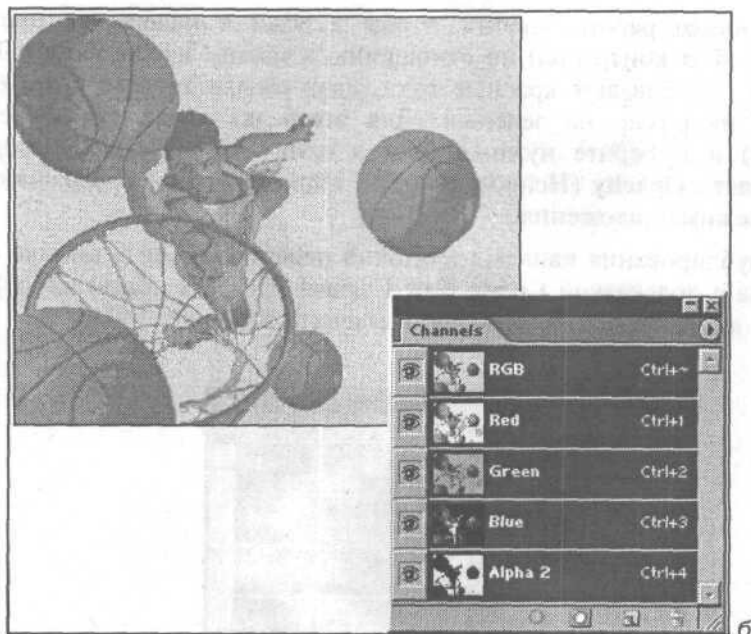 Channels
RGB Ctrl+~
Red Ctrl+1
Green Ctrl+2
Blue Ctrl+3
Alpha 2 Ctrl+4
б